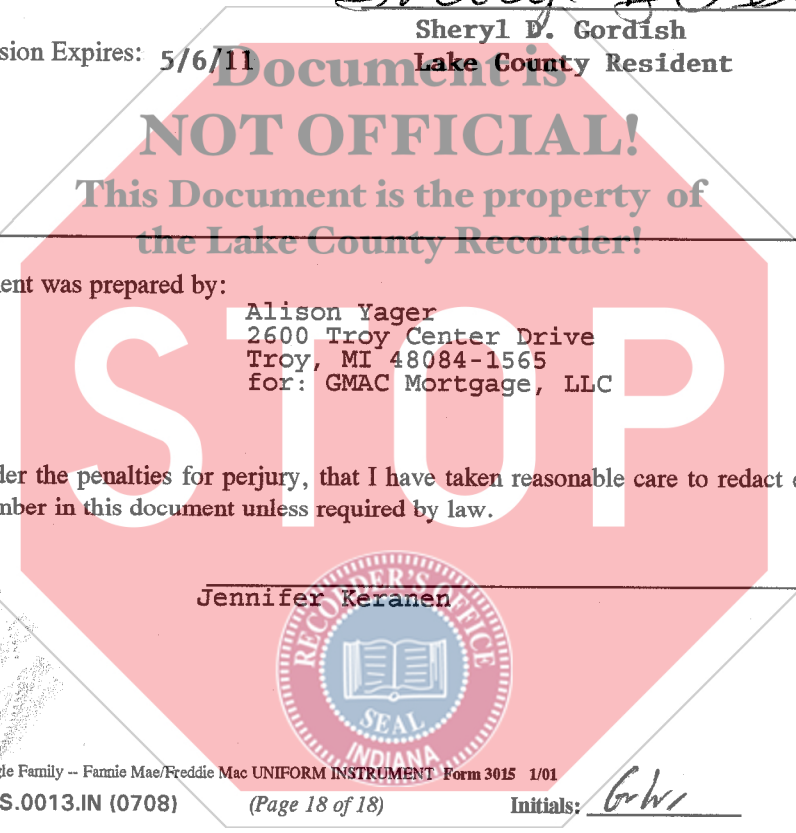 Sheryl D. Gordish
sion Expires: 5/6/11 Lake County Resident
Document is
NOT OFFICIAL!
This Document is the property of
the Lake County Recorder!
ent was prepared by:
Alison Yager
2600 Troy Center Drive
Troy, MI 48084-1565
for: GMAC Mortgage, LLC
STOP
der the penalties for perjury, that I have taken reasonable care to redact
mber in this document unless required by law.
Jennifer Keranen
RECORDER'S OFFICE
SEAL
INDIANA
gle Family -- Fannie Mae/Freddie Mac UNIFORM INSTRUMENT Form 3015 1/01
S.0013.IN (0708) (Page 18 of 18) Initials: